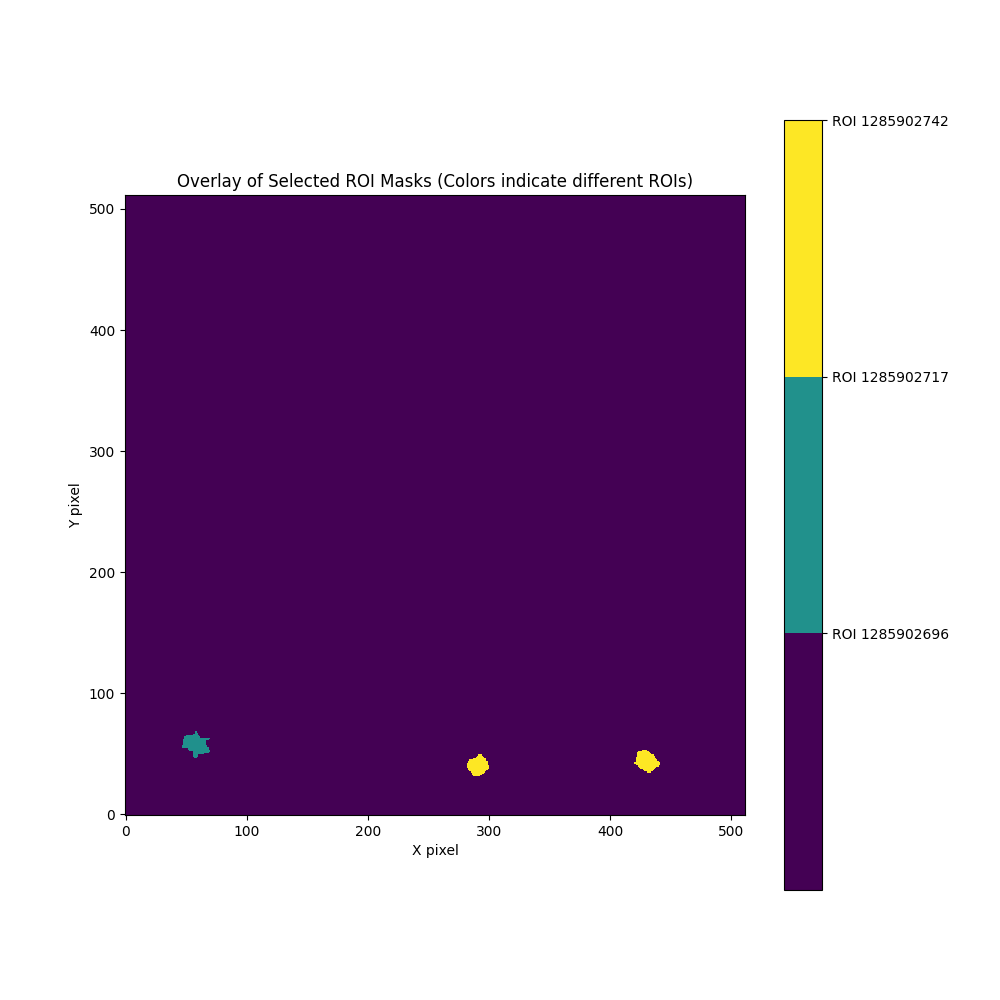 Overlay of Selected ROI Masks (Colors indicate different ROIs)
500
400
300
200
100
0
Y pixel
0 100 200 300 400 500
X pixel
ROI 1285902742
ROI 1285902717
ROI 1285902696